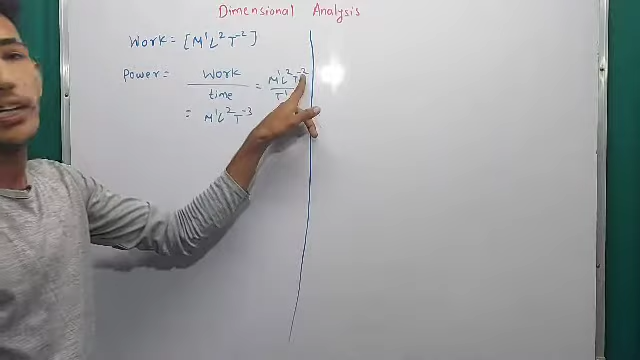 Dimensional Analysis
Work = [M¹L²T⁻²]
Power = Work / time = M¹L²T⁻² / T¹
= M¹L²T⁻³